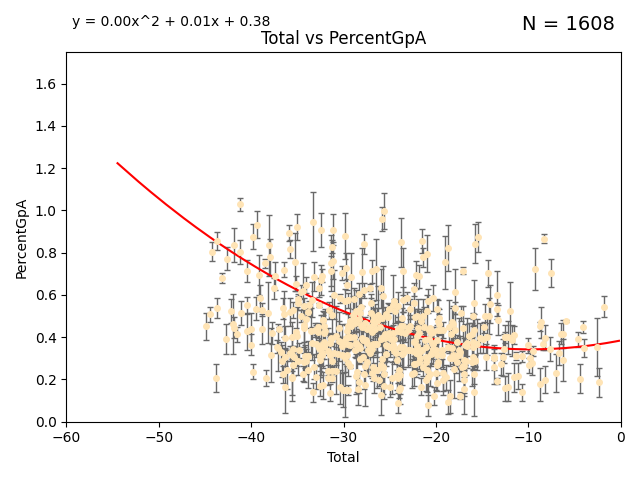 y = 0.00x^2 + 0.01x + 0.38
N = 1608
Total vs PercentGpA
PercentGpA
1.6
1.4
1.2
1.0
0.8
0.6
0.4
0.2
0.0
−60 −50 −40 −30 −20 −10 0
Total